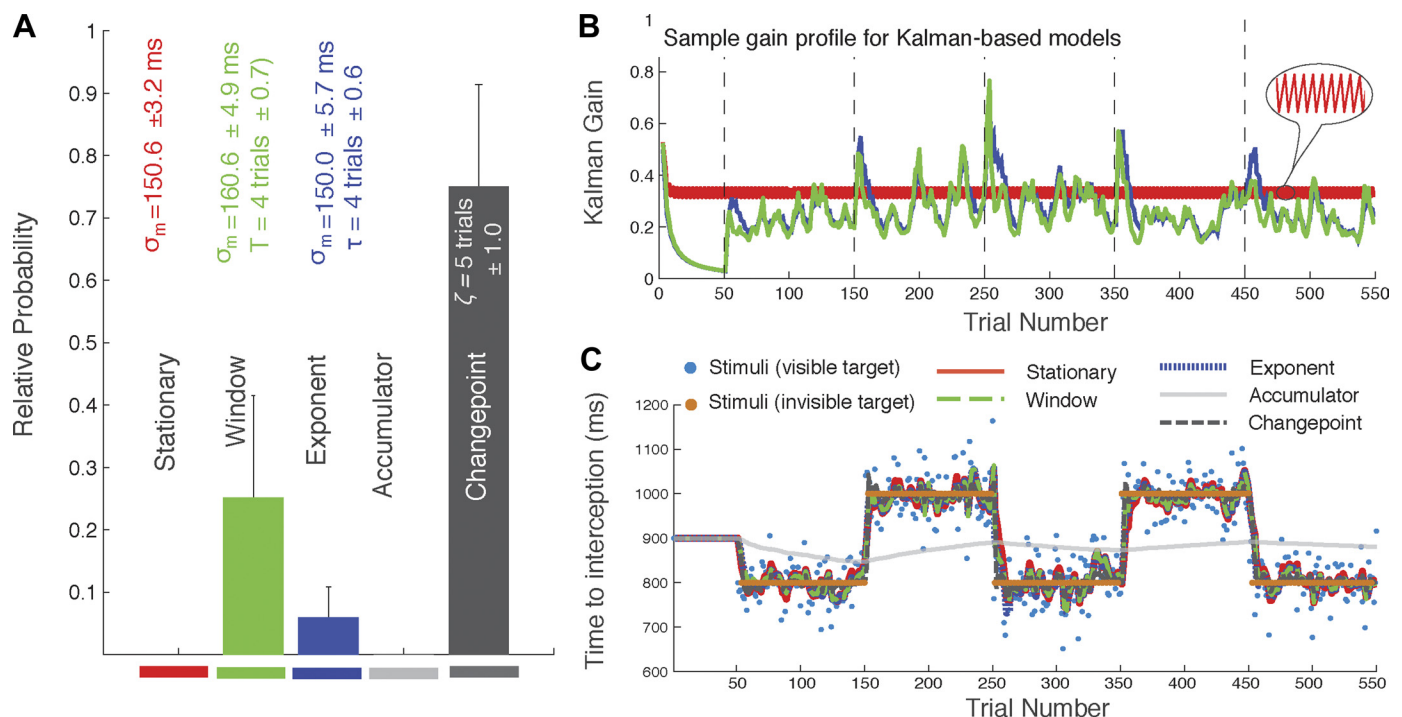 A
Relative Probability
1
0.9
0.8
0.7
0.6
0.5
0.4
0.3
0.2
0.1
σm=150.6 ±3.2 ms
σm=160.6 ± 4.9 ms
T = 4 trials ± 0.7)
σm=150.0 ± 5.7 ms
τ = 4 trials ± 0.6
ζ = 5 trials
± 1.0
Stationary
Window
Exponent
Accumulator
Changepoint
B
Sample gain profile for Kalman-based models
Kalman Gain
1
0.8
0.6
0.4
0.2
0
0 50 100 150 200 250 300 350 400 450 500 550
Trial Number
C
Stimuli (visible target)
Stimuli (invisible target)
Stationary
Window
Exponent
Accumulator
Changepoint
Time to interception (ms)
1200
1100
1000
900
800
700
600
50 100 150 200 250 300 350 400 450 500 550
Trial Number